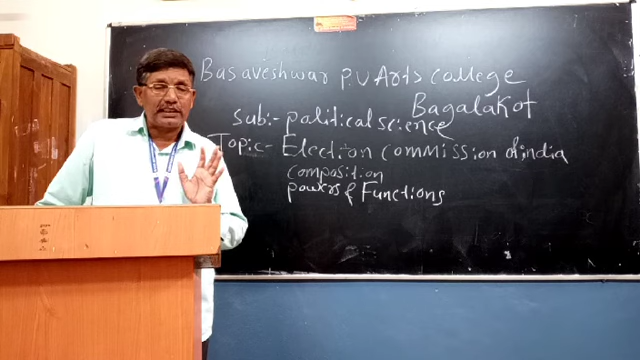 Basaveshwar P.U Arts college
Bagalakot
Sub:- political science
Topic:- Election commission of india
composition
powers & Functions